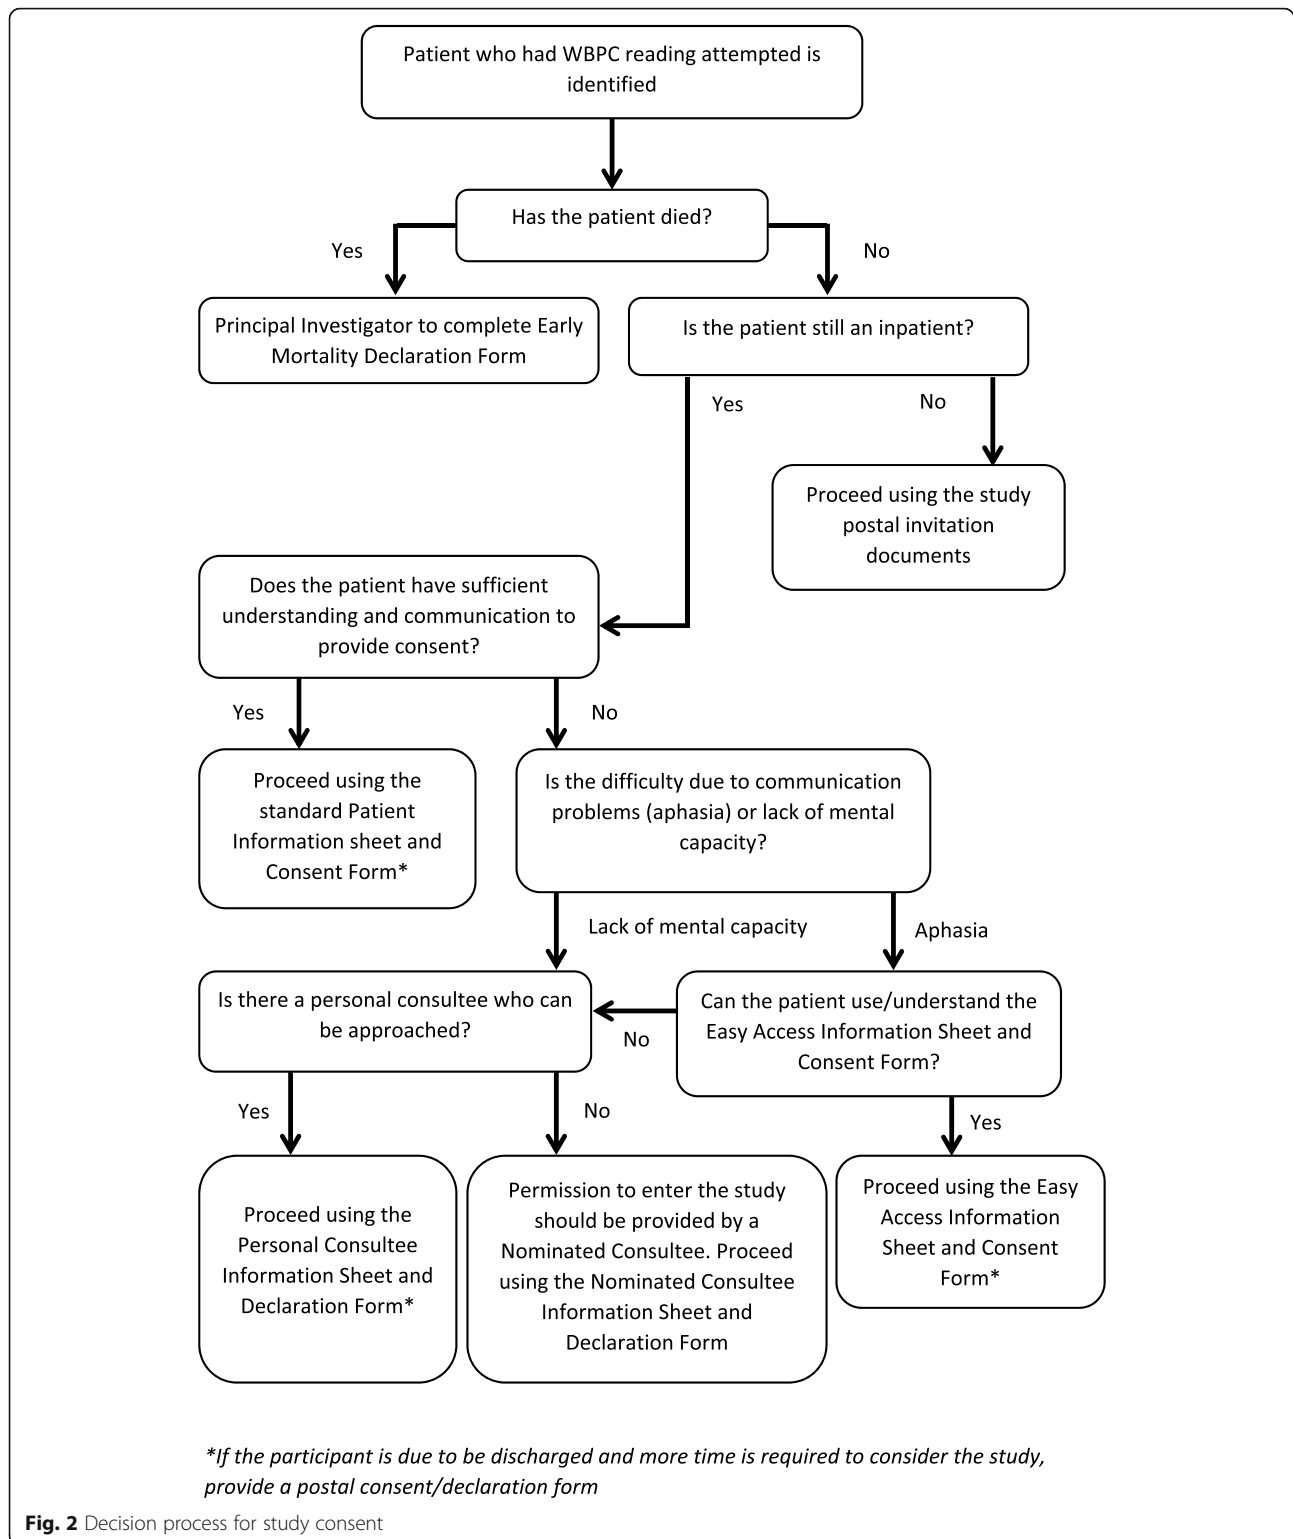 Patient who had WBPC reading attempted is
identified
Has the patient died?
Yes
No
Principal Investigator to complete Early
Mortality Declaration Form
Is the patient still an inpatient?
Yes
No
Proceed using the study
postal invitation
documents
Does the patient have sufficient
understanding and communication to
provide consent?
Yes
No
Proceed using the
standard Patient
Information sheet and
Consent Form*
Is the difficulty due to communication
problems (aphasia) or lack of mental
capacity?
Lack of mental capacity
Aphasia
Is there a personal consultee who can
be approached?
No
Can the patient use/understand the
Easy Access Information Sheet and
Consent Form?
Yes
No
Yes
Proceed using the
Personal Consultee
Information Sheet and
Declaration Form*
Permission to enter the study
should be provided by a
Nominated Consultee. Proceed
using the Nominated Consultee
Information Sheet and
Declaration Form
Proceed using the Easy
Access Information
Sheet and Consent
Form*
*If the participant is due to be discharged and more time is required to consider the study,
provide a postal consent/declaration form
Fig. 2 Decision process for study consent